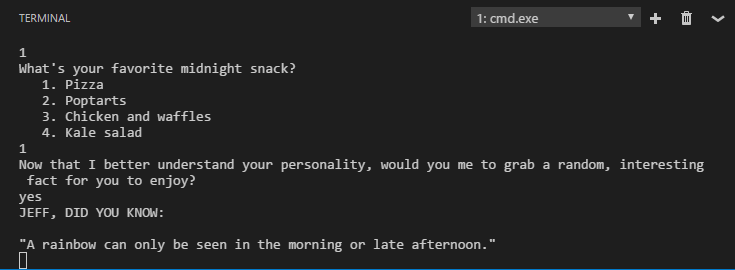 TERMINAL
1: cmd.exe
1
What's your favorite midnight snack?
1. Pizza
2. Poptarts
3. Chicken and waffles
4. Kale salad
1
Now that I better understand your personality, would you me to grab a random, interesting
fact for you to enjoy?
yes
JEFF, DID YOU KNOW:
"A rainbow can only be seen in the morning or late afternoon."